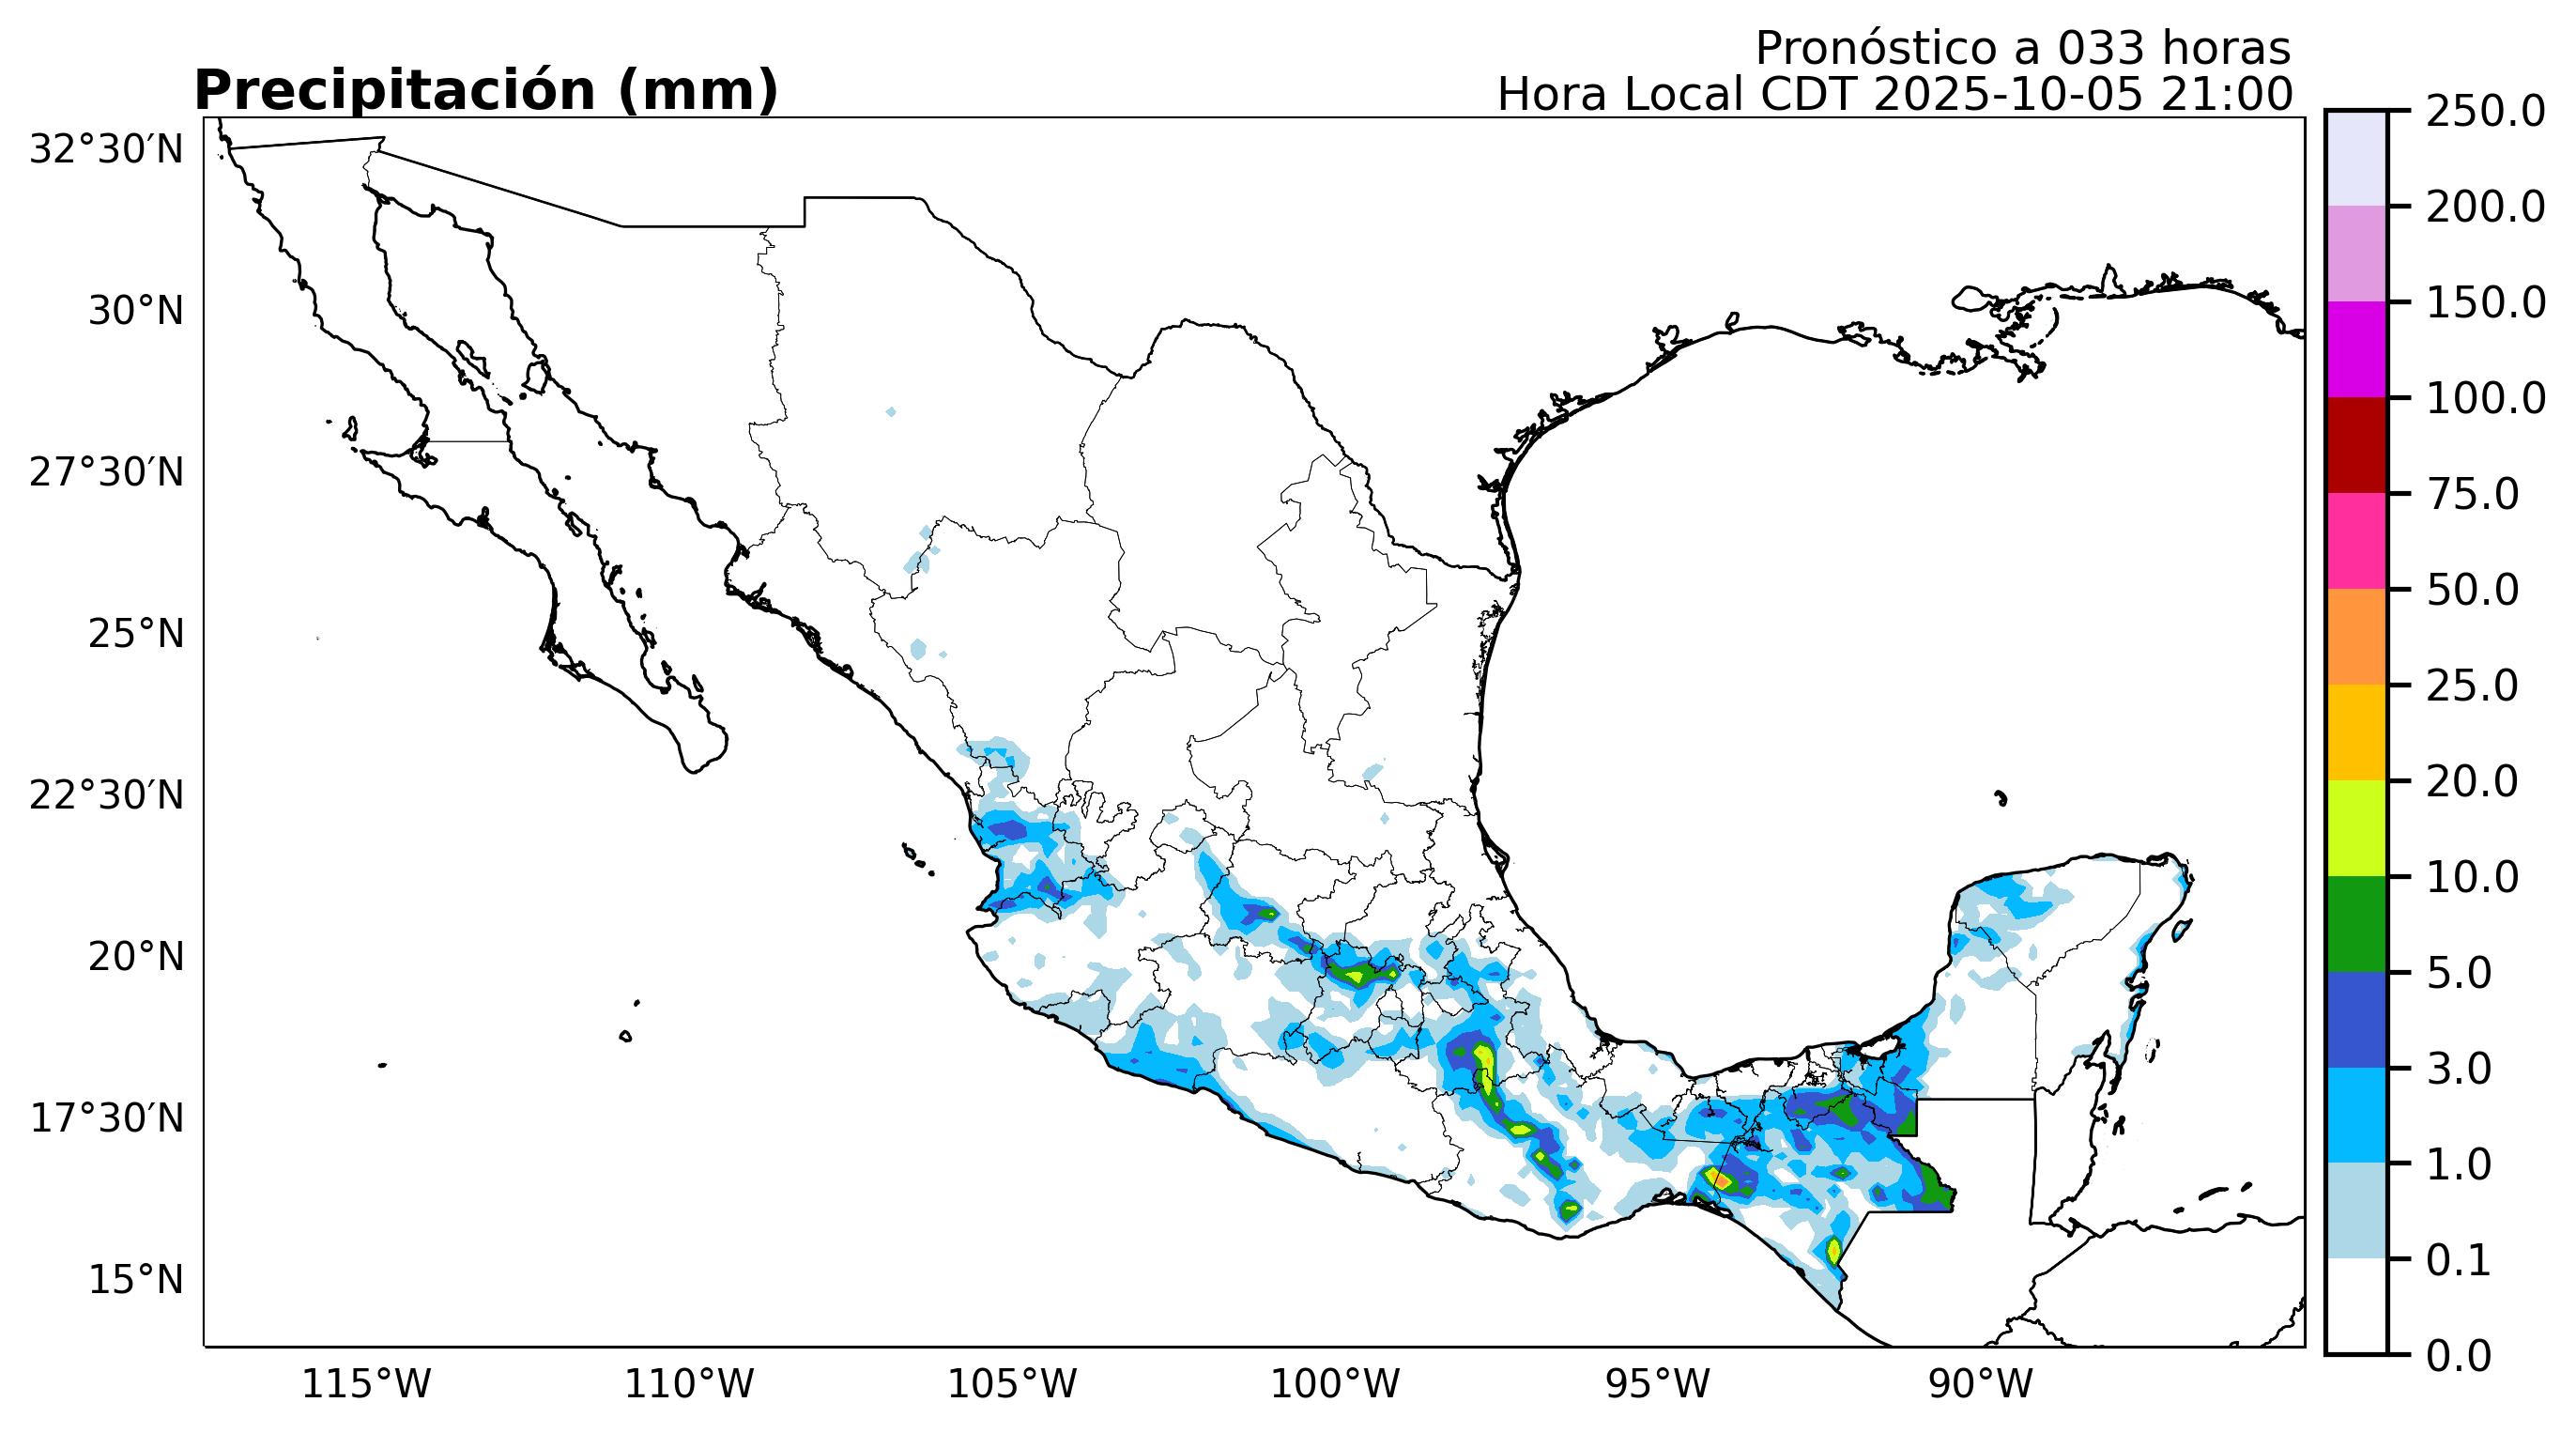 Pronóstico a 033 horas
Precipitación (mm)
Hora Local CDT 2025-10-05 21:00
32°30′N
30°N
27°30′N
25°N
22°30′N
20°N
17°30′N
15°N
115°W
110°W
105°W
100°W
95°W
90°W
250.0
200.0
150.0
100.0
75.0
50.0
25.0
20.0
10.0
5.0
3.0
1.0
0.1
0.0